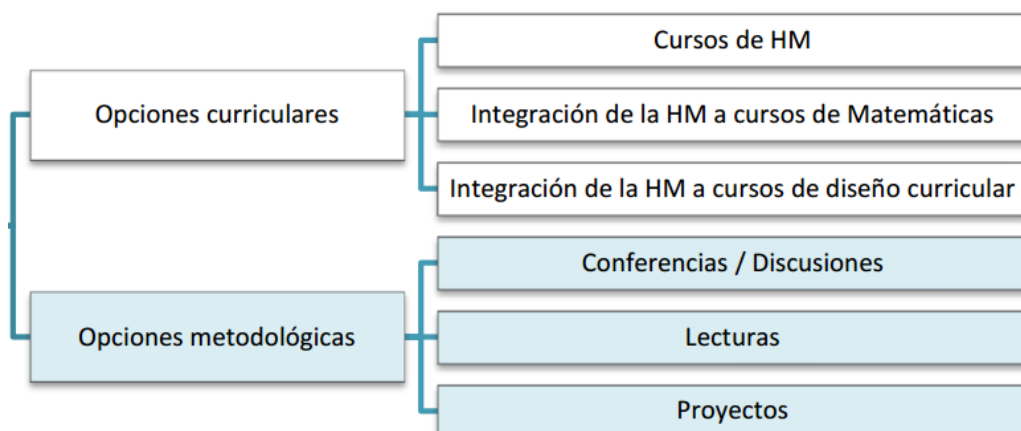 Opciones curriculares
Cursos de HM
Integración de la HM a cursos de Matemáticas
Integración de la HM a cursos de diseño curricular
Opciones metodológicas
Conferencias / Discusiones
Lecturas
Proyectos